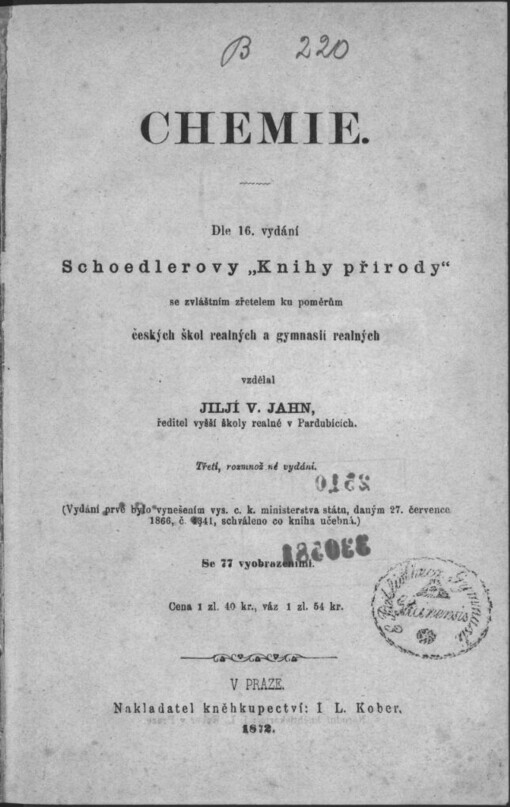 B 220
CHEMIE.
Dle 16. vydání
Schoedlerovy „Knihy přírody“
se zvláštním zřetelem ku poměrům
českých škol realných a gymnasií realných
vzdělal
JILJÍ V. JAHN,
ředitel vyšší školy realné v Pardubicích.
Třetí, rozmnožené vydání.
(Vydání prvé bylo vynešením vys. c. k. ministerstva státu, daným 27. července
1866, č. 4341, schváleno co kniha učebná.)
Se 77 vyobrazeními.
Cena 1 zl. 40 kr., váz 1 zl. 54 kr.
V PRAZE.
Nakladatel kněhkupectví: I L. Kober.
1872.